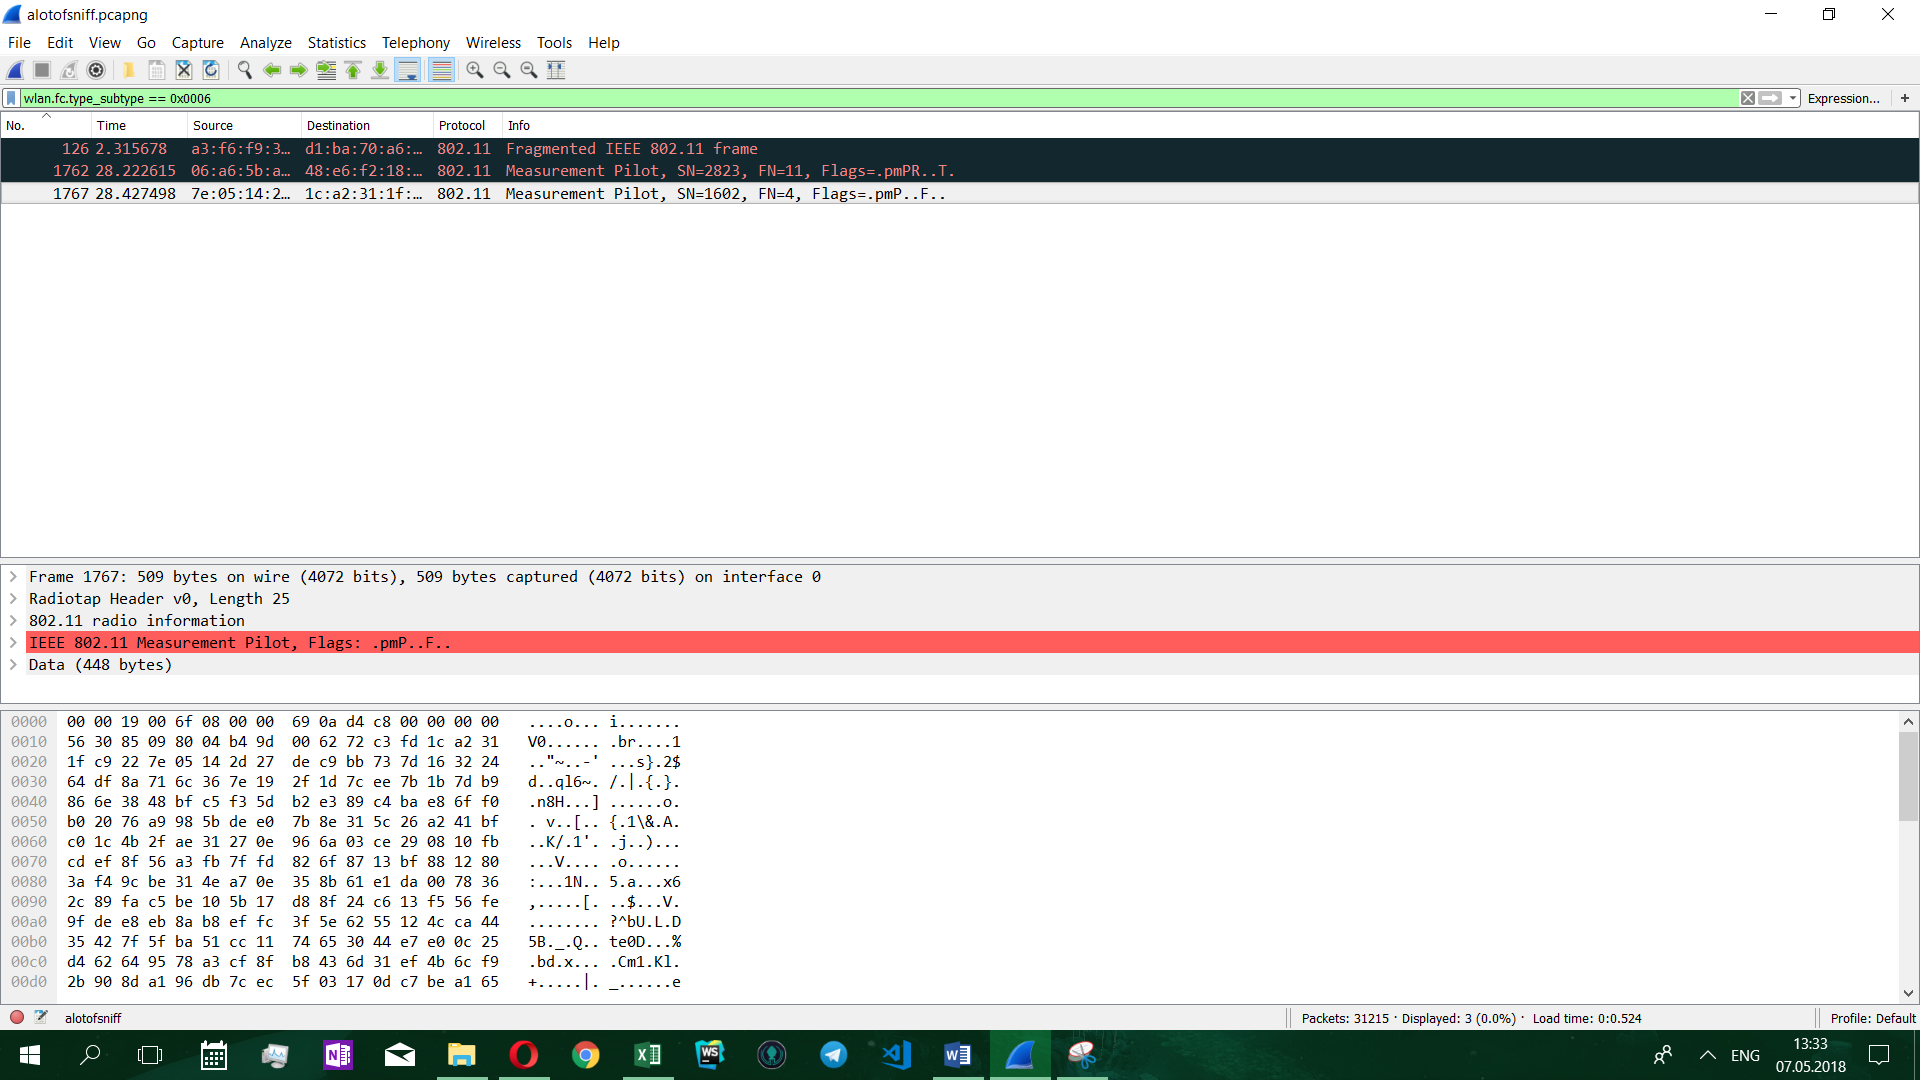 alotofsniff.pcapng
File Edit View Go Capture Analyze Statistics Telephony Wireless Tools Help
wlan.fc.type_subtype == 0x0006 Expression... +
No. Time Source Destination Protocol Info
126 2.315678 a3:f6:f9:3… d1:ba:70:a6:… 802.11 Fragmented IEEE 802.11 frame
1762 28.222615 06:a6:5b:a… 48:e6:f2:18:… 802.11 Measurement Pilot, SN=2823, FN=11, Flags=.pmPR..T.
1767 28.427498 7e:05:14:2… 1c:a2:31:1f:… 802.11 Measurement Pilot, SN=1602, FN=4, Flags=.pmP..F..
Frame 1767: 509 bytes on wire (4072 bits), 509 bytes captured (4072 bits) on interface 0
Radiotap Header v0, Length 25
802.11 radio information
IEEE 802.11 Measurement Pilot, Flags: .pmP..F..
Data (448 bytes)
0000 00 00 19 00 6f 08 00 00 69 0a d4 c8 00 00 00 00 ....o... i.......
0010 56 30 85 09 80 04 b4 9d 00 62 72 c3 fd 1c a2 31 V0...... .br....1
0020 1f c9 22 7e 05 14 2d 27 de c9 bb 73 7d 16 32 24 .."~..-' ...s}.2$
0030 64 df 8a 71 6c 36 7e 19 2f 1d 7c ee 7b 1b 7d b9 d..ql6~. /.|.{.}.
0040 86 6e 38 48 bf c5 f3 5d b2 e3 89 c4 ba e8 6f f0 .n8H...] ......o.
0050 b0 20 76 a9 98 5b de e0 7b 8e 31 5c 26 a2 41 bf . v..[.. {.1\&.A.
0060 c0 1c 4b 2f ae 31 27 0e 96 6a 03 ce 29 08 10 fb ..K/.1'. .j..)...
0070 cd ef 8f 56 a3 fb 7f fd 82 6f 87 13 bf 88 12 80 ...V.... .o......
0080 3a f4 9c be 31 4e a7 0e 35 8b 61 e1 da 00 78 36 :...1N.. 5.a...x6
0090 2c 89 fa c5 be 10 5b 17 d8 8f 24 c6 13 f5 56 fe ,.....[. ..$...V.
00a0 9f de e8 eb 8a b8 ef fc 3f 5e 62 55 12 4c ca 44 ........ ?^bU.L.D
00b0 35 42 7f 5f ba 51 cc 11 74 65 30 44 e7 e0 0c 25 5B._.Q.. te0D...%
00c0 d4 62 64 95 78 a3 cf 8f b8 43 6d 31 ef 4b 6c f9 .bd.x... .Cm1.Kl.
00d0 2b 90 8d a1 96 db 7c ec 5f 03 17 0d c7 be a1 65 +.....|. _......e
alotofsniff Packets: 31215 · Displayed: 3 (0.0%) · Load time: 0:0.524 Profile: Default
ENG 13:33
07.05.2018